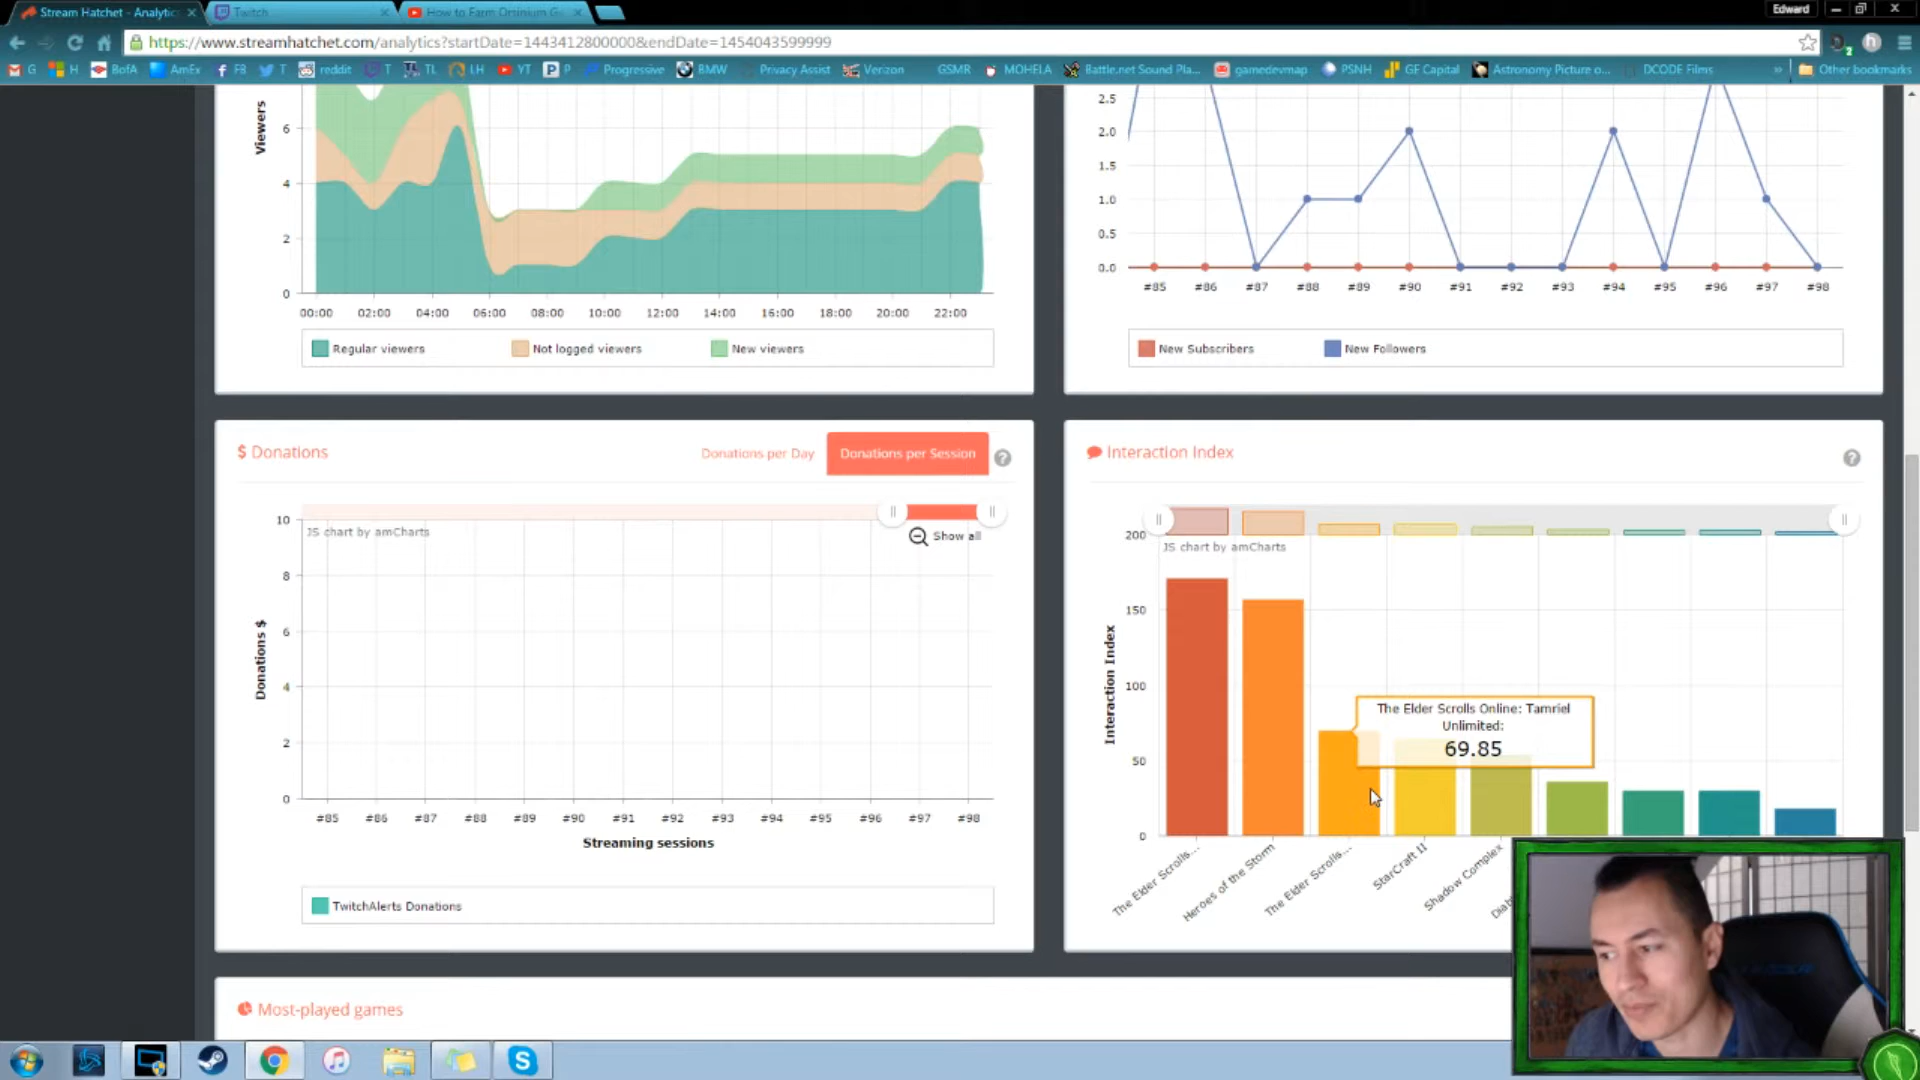 Stream Hatchet - Analytic
Twitch
How to Farm Orsinium G
Edward
https://www.streamhatchet.com/analytics?startDate=1443412800000&endDate=1454043599999
G
H
BofA
AmEx
FB
T
reddit
T
TL
LH
YT
P
Progressive
BMW
Privacy Assist
Verizon
GSMR
MOHELA
Battle.net Sound Pla...
gamedevmap
PSNH
GF Capital
Astronomy Picture o...
DCODE Films
»
Other bookmarks
Viewers
6
4
2
0
00:00 02:00 04:00 06:00 08:00 10:00 12:00 14:00 16:00 18:00 20:00 22:00
Regular viewers
Not logged viewers
New viewers
2.5
2.0
1.5
1.0
0.5
0.0
#85 #86 #87 #88 #89 #90 #91 #92 #93 #94 #95 #96 #97 #98
New Subscribers
New Followers
$ Donations
Donations per Day
Donations per Session
?
JS chart by amCharts
Show all
Donations $
10
8
6
4
2
0
#85 #86 #87 #88 #89 #90 #91 #92 #93 #94 #95 #96 #97 #98
Streaming sessions
TwitchAlerts Donations
Interaction Index
?
JS chart by amCharts
Interaction Index
200
150
100
50
0
The Elder Scrolls Online: Tamriel
Unlimited:
69.85
The Elder Scrolls...
Heroes of the Storm
The Elder Scrolls...
StarCraft II
Shadow Complex
Diab
Most-played games